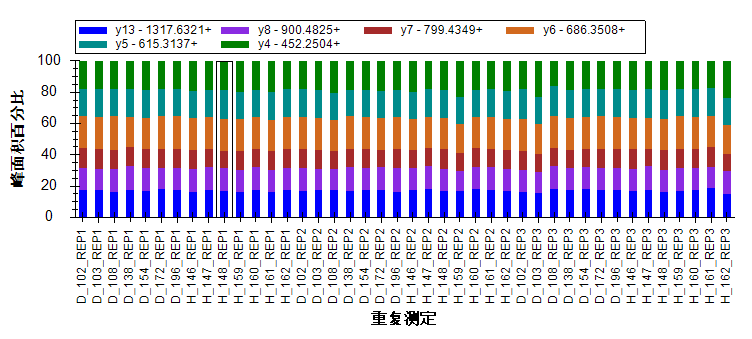 y13 - 1317.6321+ y8 - 900.4825+ y7 - 799.4349+ y6 - 686.3508+
y5 - 615.3137+ y4 - 452.2504+
峰面积百分比
100
80
60
40
20
0
D_102_REP1
D_103_REP1
D_108_REP1
D_138_REP1
D_154_REP1
D_172_REP1
D_196_REP1
H_146_REP1
H_147_REP1
H_148_REP1
H_159_REP1
H_160_REP1
H_161_REP1
H_162_REP1
D_102_REP2
D_103_REP2
D_108_REP2
D_138_REP2
D_154_REP2
D_172_REP2
D_196_REP2
H_146_REP2
H_147_REP2
H_148_REP2
H_159_REP2
H_160_REP2
H_161_REP2
H_162_REP2
D_102_REP3
D_103_REP3
D_108_REP3
D_138_REP3
D_154_REP3
D_172_REP3
D_196_REP3
H_146_REP3
H_147_REP3
H_148_REP3
H_159_REP3
H_160_REP3
H_161_REP3
H_162_REP3
重复测定